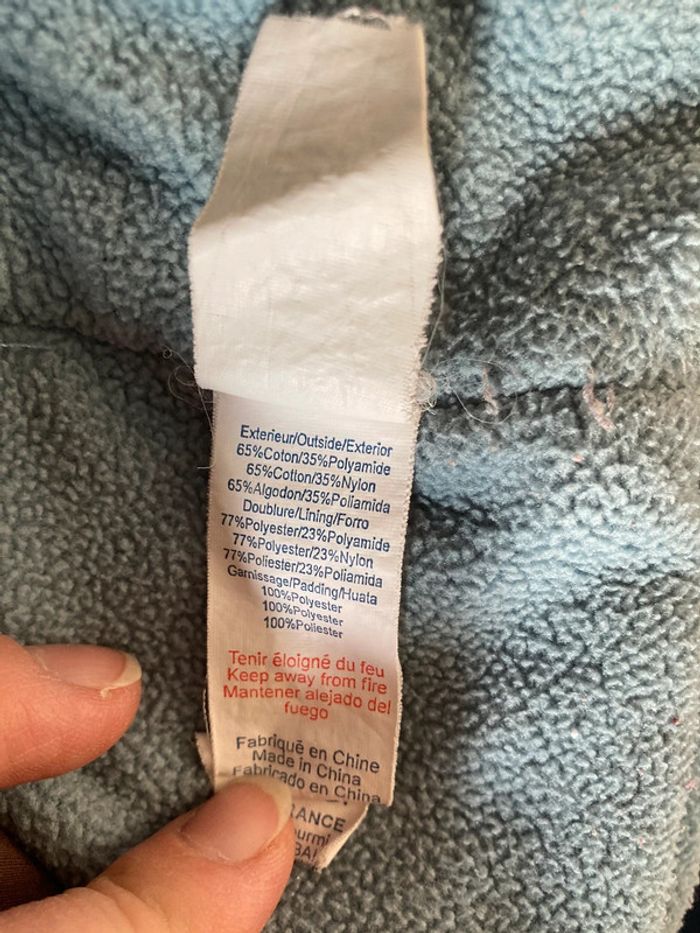 Exterieur/Outside/Exterior
65%Coton/35%Polyamide
65%Cotton/35%Nylon
65%Algodon/35%Poliamida
Doublure/Lining/Forro
77%Polyester/23%Polyamide
77%Polyester/23%Nylon
77%Poliester/23%Poliamida
Garnissage/Padding/Huata
100%Polyester
100%Polyester
100%Poliester
Tenir éloigné du feu
Keep away from fire
Mantener alejado del
fuego
Fabriqué en Chine
Made in China
Fabricado en China